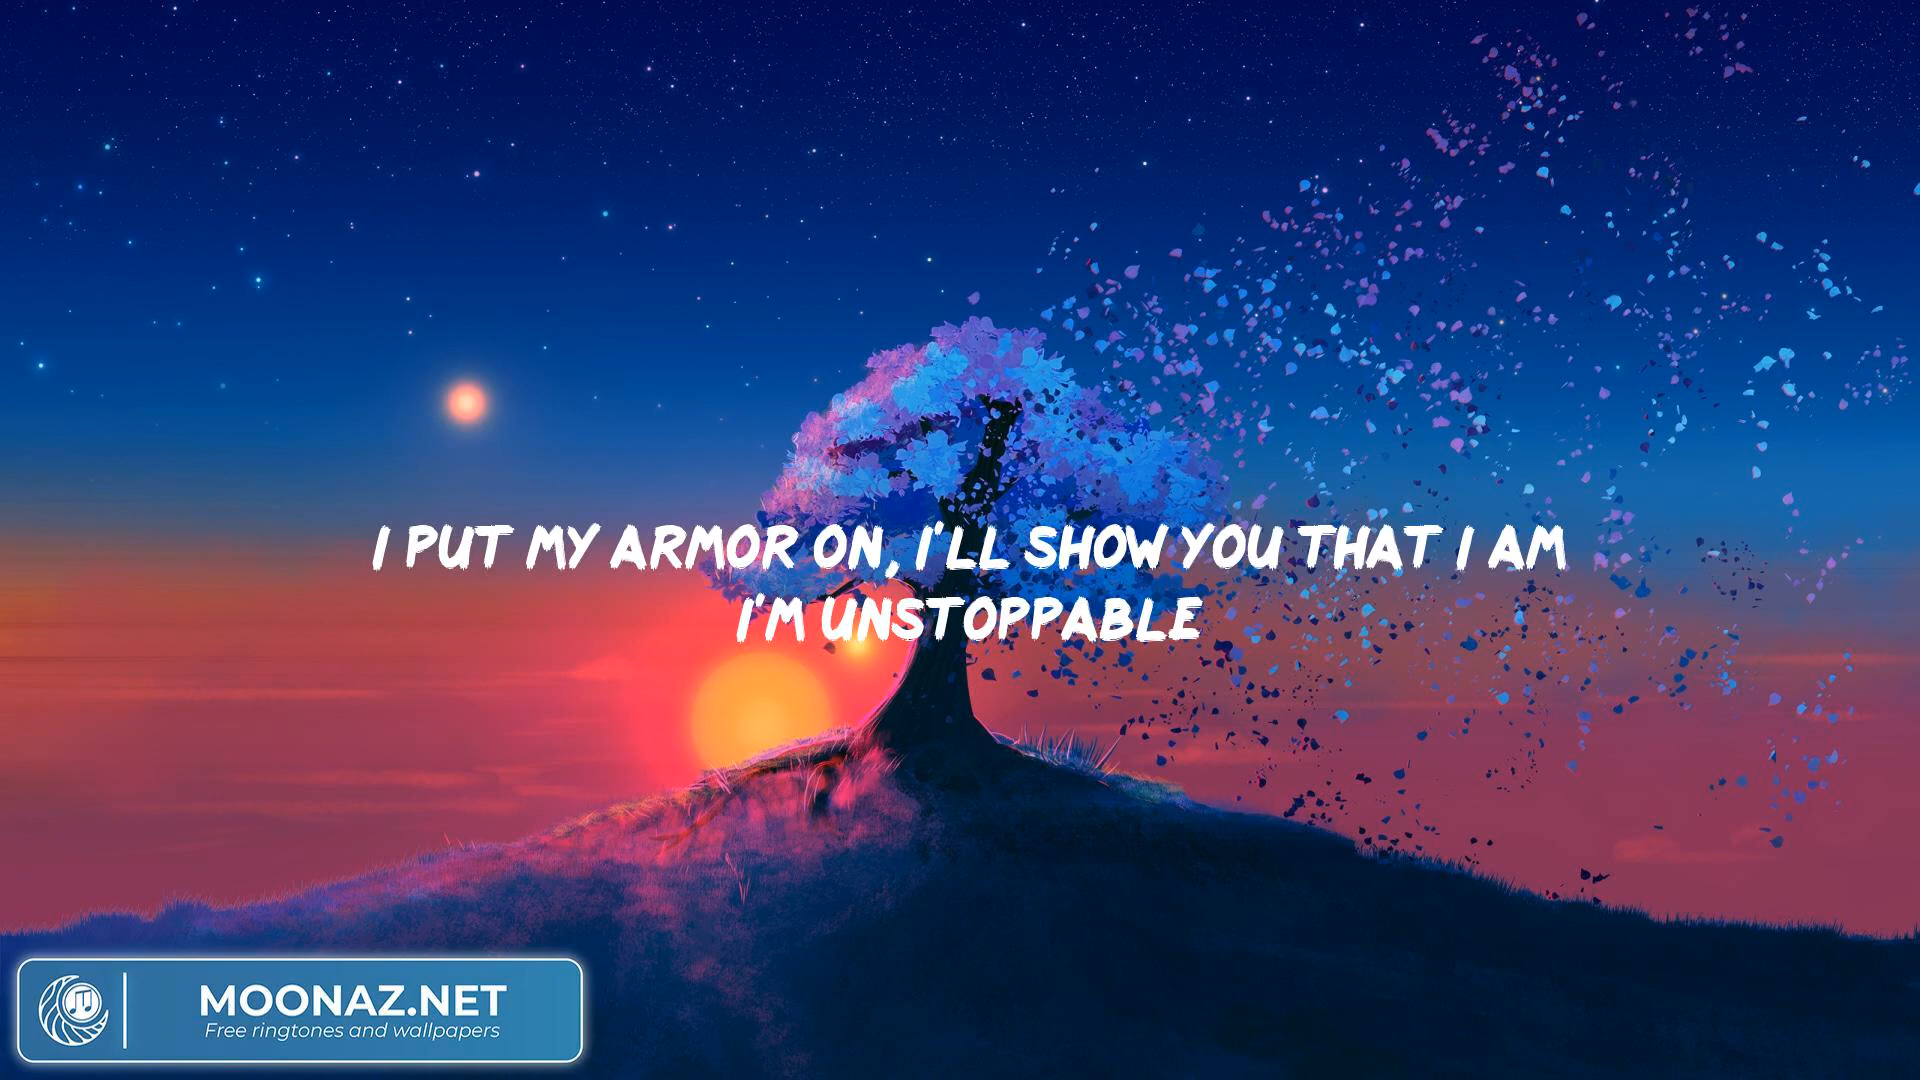 I PUT MY ARMOR ON, I'LL SHOW YOU THAT I AM
I'M UNSTOPPABLE
MOONAZ.NET
Free ringtones and wallpapers